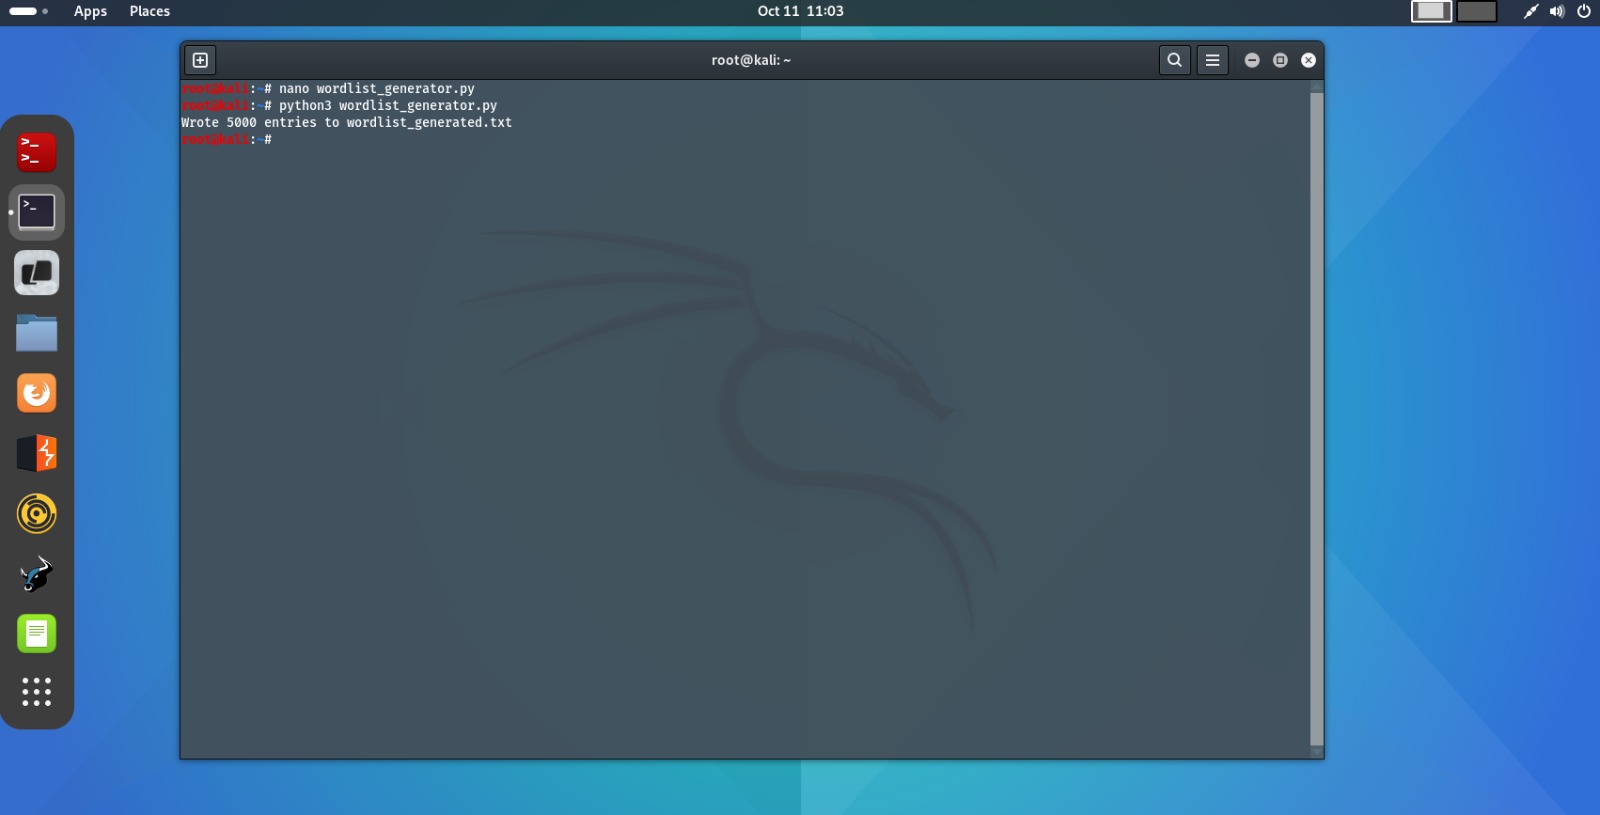 Apps Places Oct 11 11:03
root@kali: ~
root@kali:~# nano wordlist_generator.py
root@kali:~# python3 wordlist_generator.py
Wrote 5000 entries to wordlist_generated.txt
root@kali:~#
>_
>_
>_